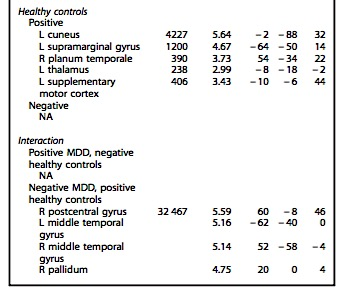 Healthy controls
Positive
L cuneus 4227 5.64 −2 −88 32
L supramarginal gyrus 1200 4.67 −64 −50 14
R planum temporale 390 3.73 54 −34 22
L thalamus 238 2.99 −8 −18 −2
L supplementary 406 3.43 −10 −6 44
motor cortex
Negative
NA
Interaction
Positive MDD, negative
healthy controls
NA
Negative MDD, positive
healthy controls
R postcentral gyrus 32 467 5.59 60 −8 46
L middle temporal 5.16 −62 −40 0
gyrus
R middle temporal 5.14 52 −58 −4
gyrus
R pallidum 4.75 20 0 4